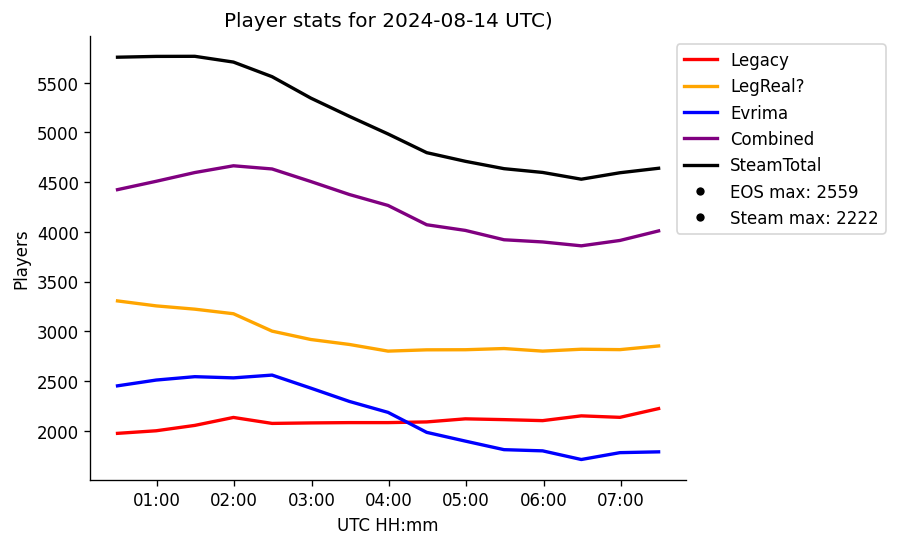 Player stats for 2024-08-14 UTC)
Legacy
LegReal?
Evrima
Combined
SteamTotal
EOS max: 2559
Steam max: 2222
Players
5500
5000
4500
4000
3500
3000
2500
2000
01:00 02:00 03:00 04:00 05:00 06:00 07:00
UTC HH:mm